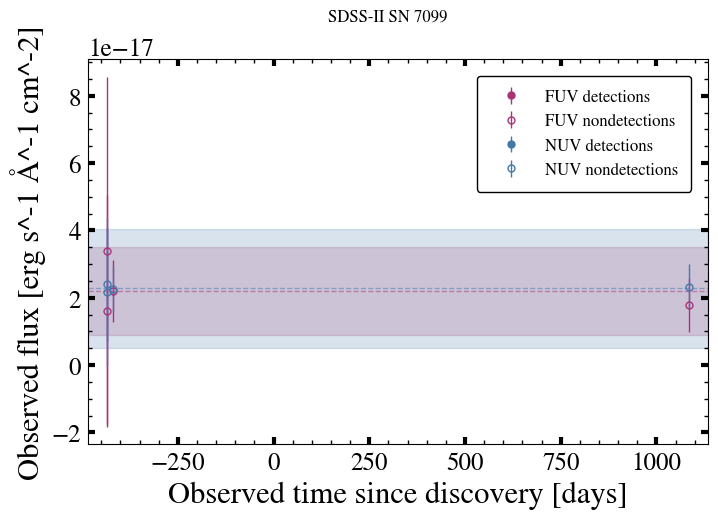 SDSS-II SN 7099
1e−17
Observed flux [erg s^-1 Å^-1 cm^-2]
8
6
4
2
0
−2
FUV detections
FUV nondetections
NUV detections
NUV nondetections
−250 0 250 500 750 1000
Observed time since discovery [days]